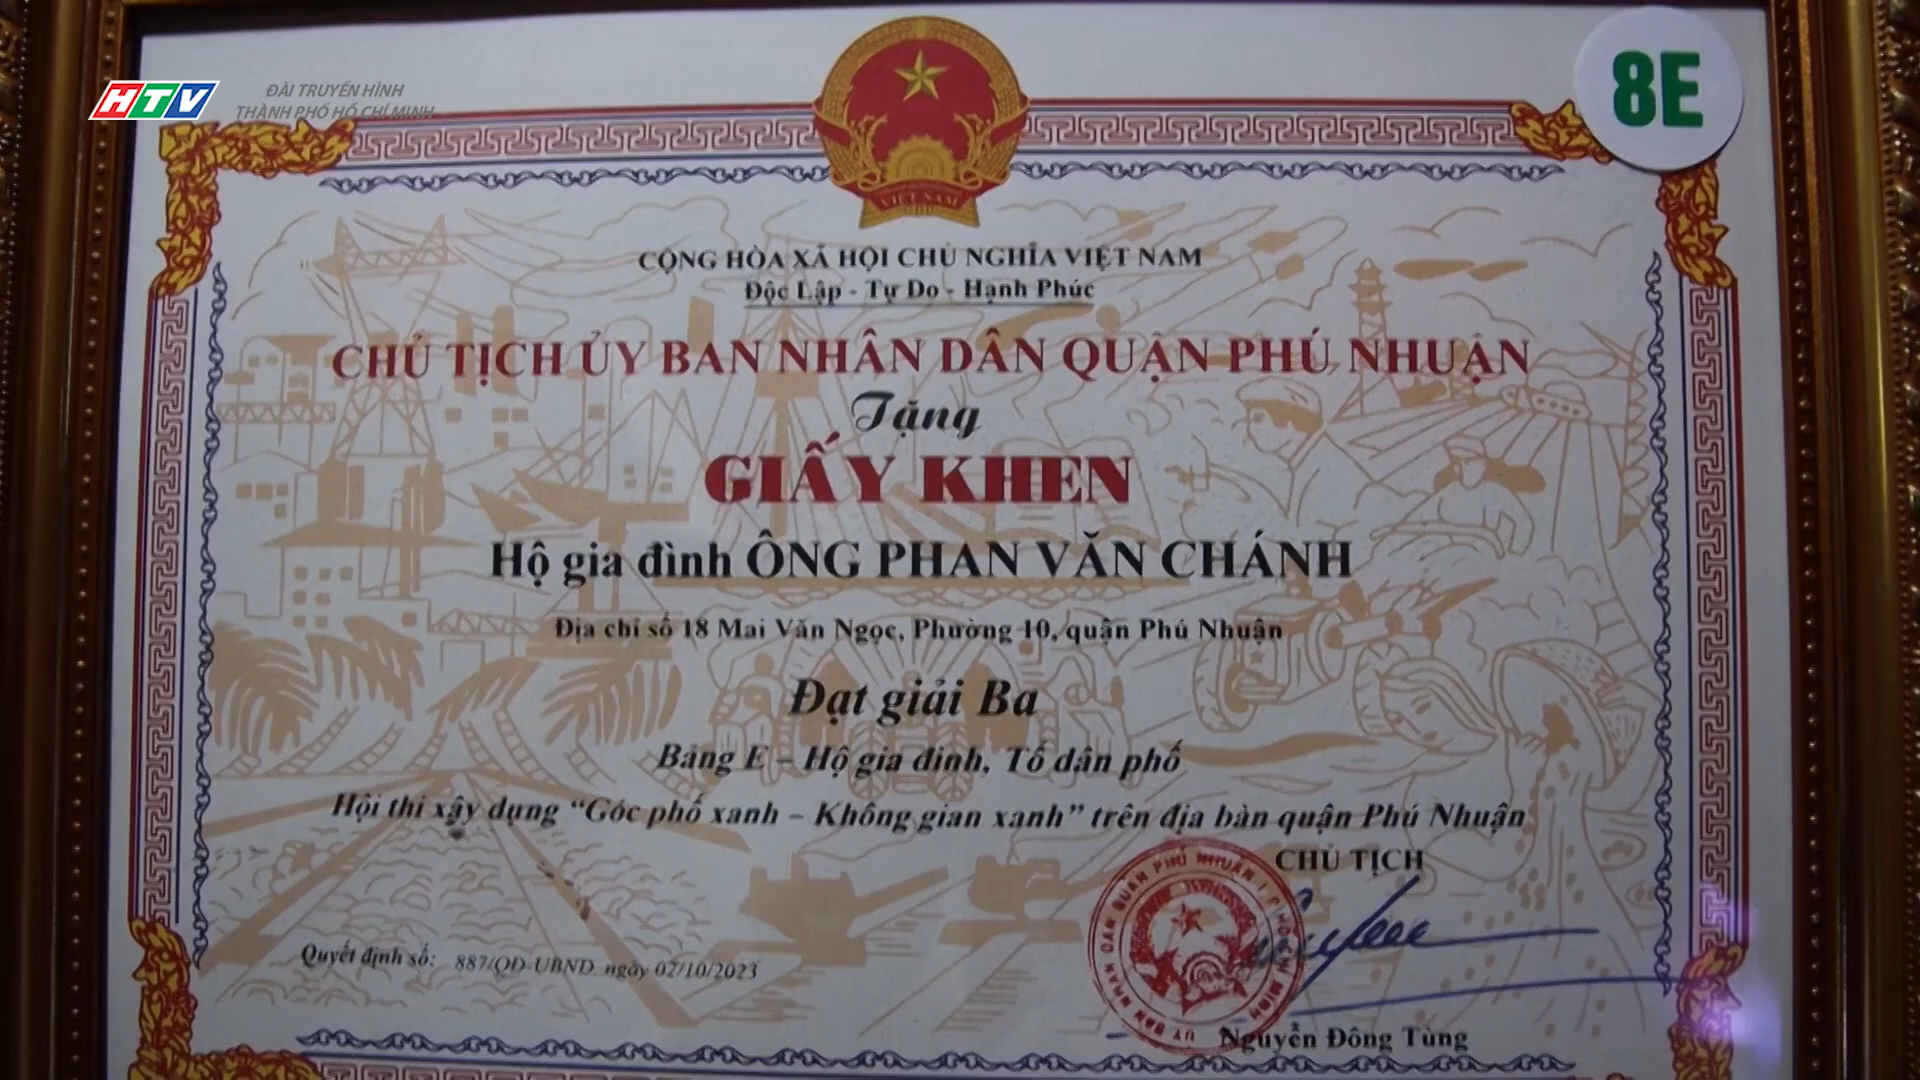 HTV
ĐÀI TRUYỀN HÌNH
THÀNH PHỐ HỒ CHÍ MINH
8E
VIỆT NAM
CỘNG HÒA XÃ HỘI CHỦ NGHĨA VIỆT NAM
Độc Lập - Tự Do - Hạnh Phúc
CHỦ TỊCH ỦY BAN NHÂN DÂN QUẬN PHÚ NHUẬN
Tặng
GIẤY KHEN
Hộ gia đình ÔNG PHAN VĂN CHÁNH
Địa chỉ số 18 Mai Văn Ngọc, Phường 10, quận Phú Nhuận
Đạt giải Ba
Bảng E – Hộ gia đình, Tổ dân phố
Hội thi xây dựng “Góc phố xanh – Không gian xanh” trên địa bàn quận Phú Nhuận
CHỦ TỊCH
Quyết định số: 887/QĐ-UBND ngày 02/10/2023
Nguyễn Đông Tùng